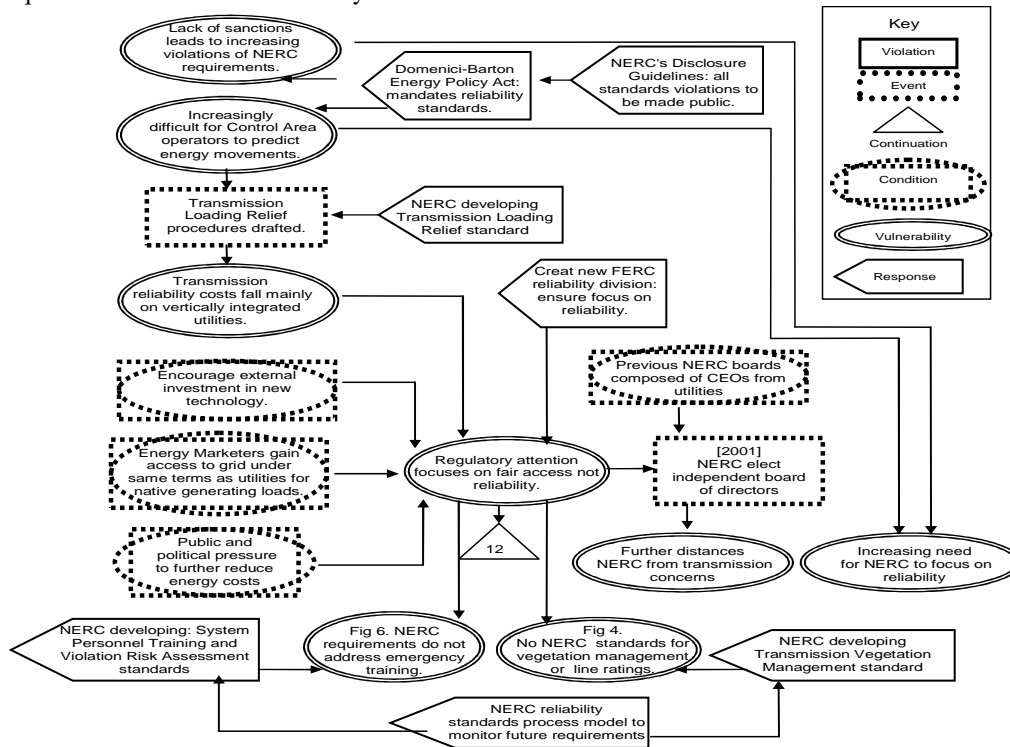 Lack of sanctions
leads to increasing
violations of NERC
requirements.
Domenici-Barton
Energy Policy Act:
mandates reliability
standards.
NERC's Disclosure
Guidelines: all
standards violations to
be made public.
Key
Violation
Event
Continuation
Condition
Vulnerability
Response
Increasingly
difficult for Control Area
operators to predict
energy movements.
Transmission
Loading Relief
procedures drafted.
NERC developing
Transmission Loading
Relief standard
Transmission
reliability costs fall mainly
on vertically integrated
utilities.
Creat new FERC
reliability division:
ensure focus on
reliability.
Encourage external
investment in new
technology.
Previous NERC boards
composed of CEOs from
utilities
Energy Marketers gain
access to grid under
same terms as utilities for
native generating loads.
Regulatory attention
focuses on fair access not
reliability.
[2001]
NERC elect
independent board
of directors
Public and
political pressure
to further reduce
energy costs
12
Further distances
NERC from transmission
concerns
Increasing need
for NERC to focus on
reliability
NERC developing: System
Personnel Training and
Violation Risk Assessment
standards
Fig 6. NERC
requirements do not
address emergency
training.
Fig 4.
No NERC standards for
vegetation management
or line ratings.
NERC developing
Transmission Vegetation
Management standard
NERC reliability
standards process model to
monitor future requirements